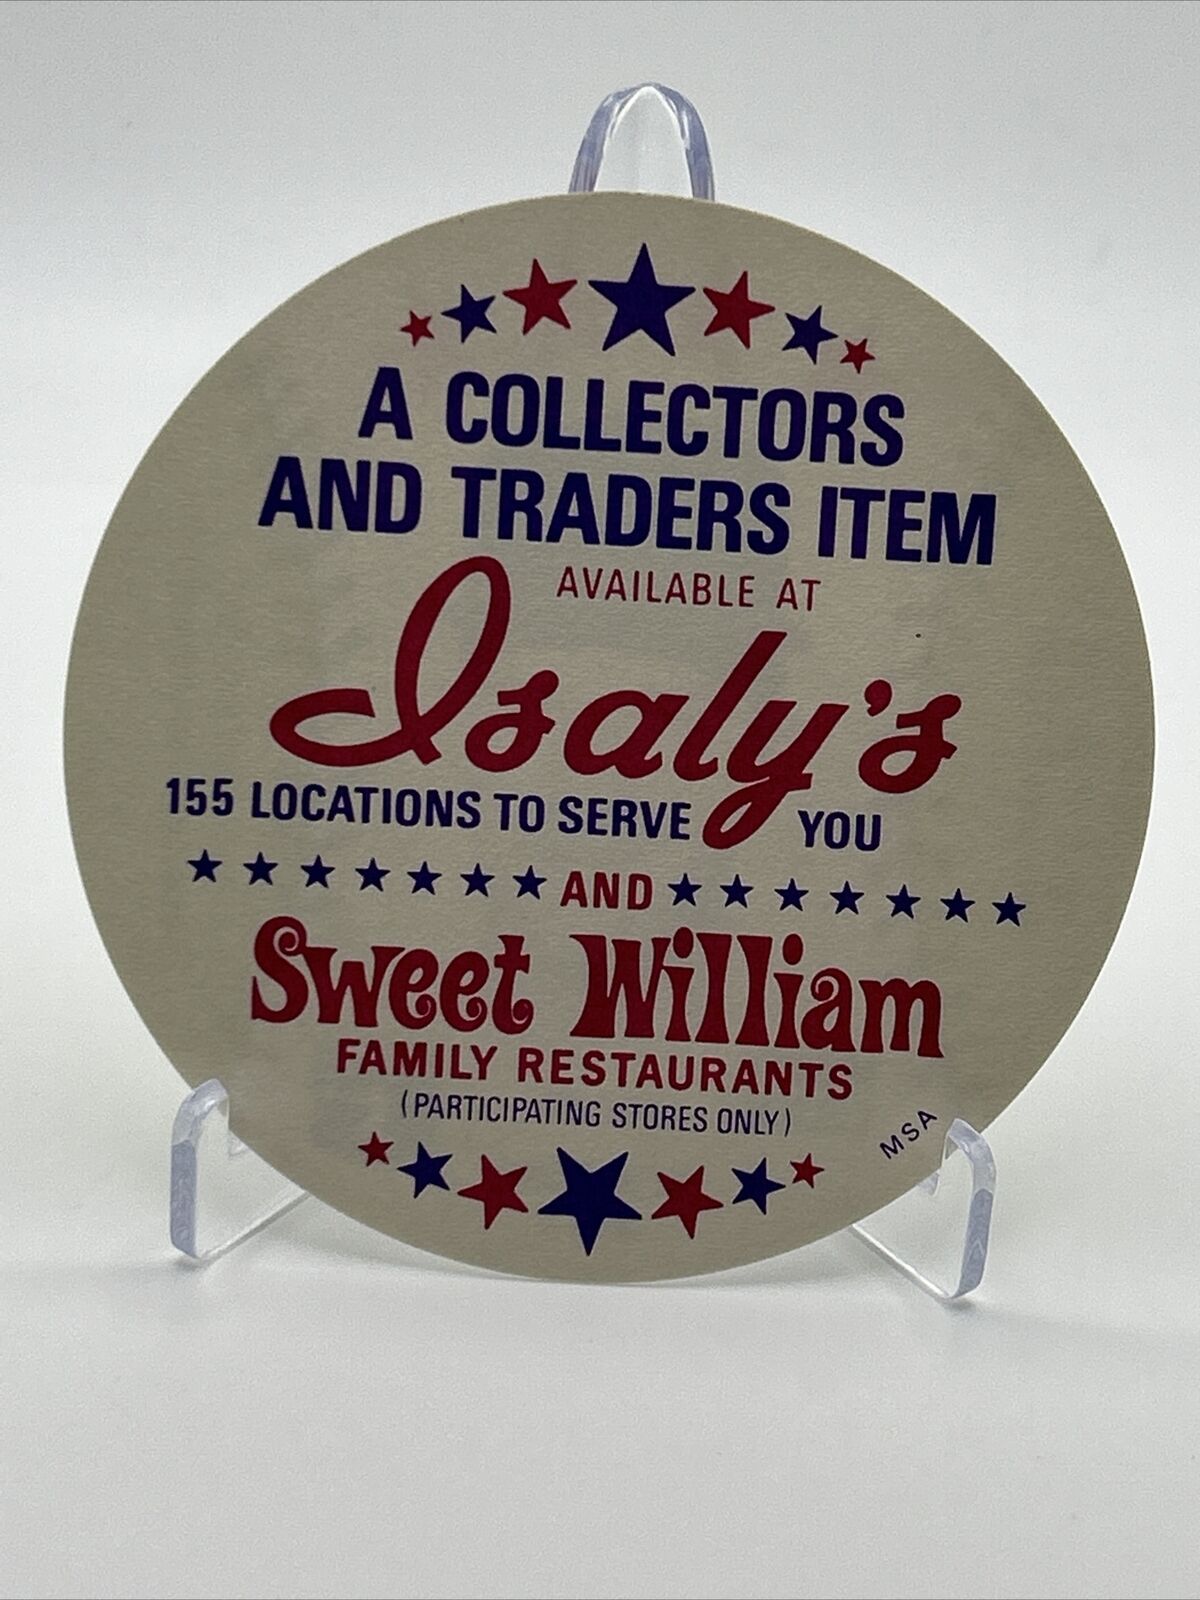 A COLLECTORS
AND TRADERS ITEM
AVAILABLE AT
Isaly's
155 LOCATIONS TO SERVE YOU
AND
Sweet William
FAMILY RESTAURANTS
(PARTICIPATING STORES ONLY)
MSA